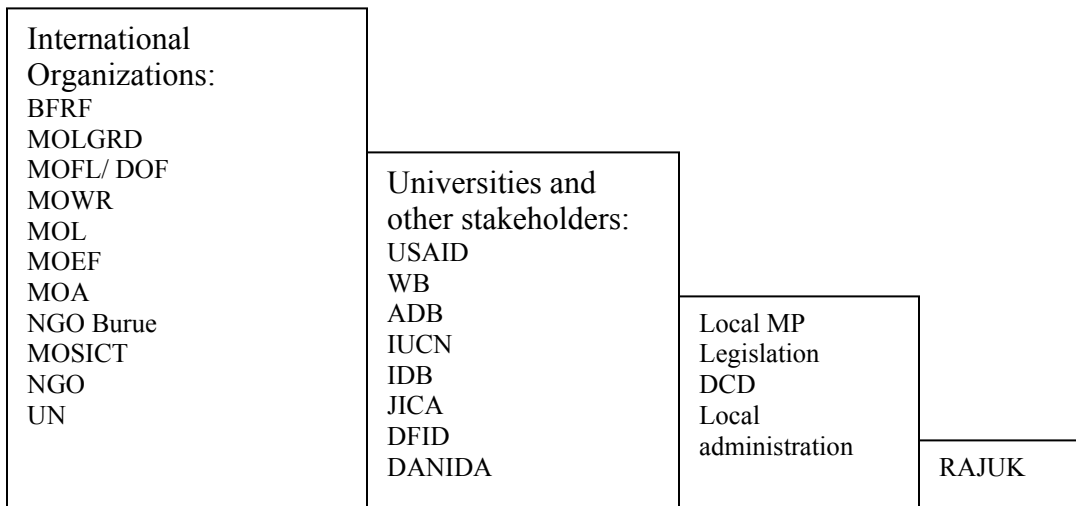 International
Organizations:
BFRF
MOLGRD
MOFL/ DOF
MOWR
MOL
MOEF
MOA
NGO Burue
MOSICT
NGO
UN
Universities and
other stakeholders:
USAID
WB
ADB
IUCN
IDB
JICA
DFID
DANIDA
Local MP
Legislation
DCD
Local
administration
RAJUK